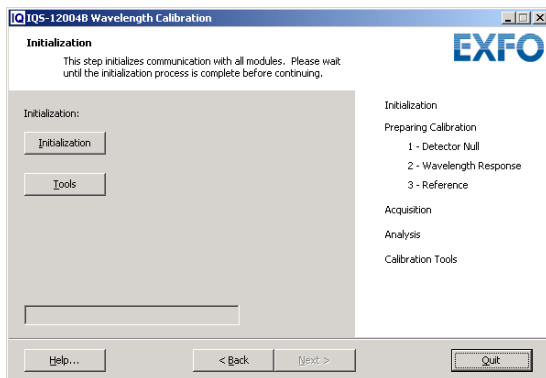 IQS-12004B Wavelength Calibration
Initialization
This step initializes communication with all modules. Please wait
until the initialization process is complete before continuing.
EXFO
Initialization:
Initialization
Tools
Initialization
Preparing Calibration
1 - Detector Null
2 - Wavelength Response
3 - Reference
Acquisition
Analysis
Calibration Tools
Help...
< Back
Next >
Quit